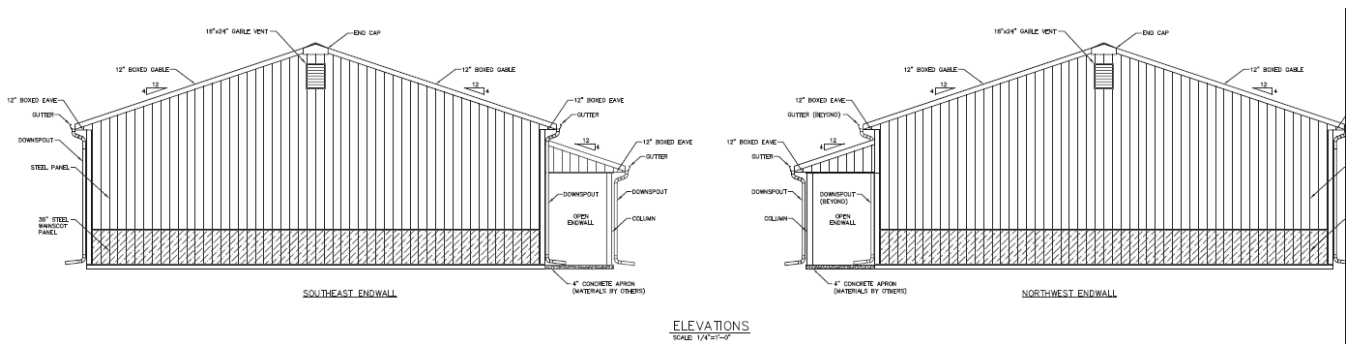 18"x24" GABLE VENT
END CAP
12" BOXED GABLE
12" BOXED GABLE
12
4
12
4
12" BOXED EAVE
GUTTER
DOWNSPOUT
STEEL PANEL
36" STEEL
WAINSCOT
PANEL
12" BOXED EAVE
GUTTER
12
4
12" BOXED EAVE
GUTTER
DOWNSPOUT
DOWNSPOUT
OPEN
ENDWALL
COLUMN
4" CONCRETE APRON
(MATERIALS BY OTHERS)
SOUTHEAST ENDWALL
18"x24" GABLE VENT
END CAP
12" BOXED GABLE
12" BOXED GABLE
12
4
12
4
12" BOXED EAVE
GUTTER (BEYOND)
12
4
12" BOXED EAVE
GUTTER
DOWNSPOUT
DOWNSPOUT
(BEYOND)
COLUMN
OPEN
ENDWALL
4" CONCRETE APRON
(MATERIALS BY OTHERS)
NORTHWEST ENDWALL
ELEVATIONS
SCALE: 1/4"=1'-0"